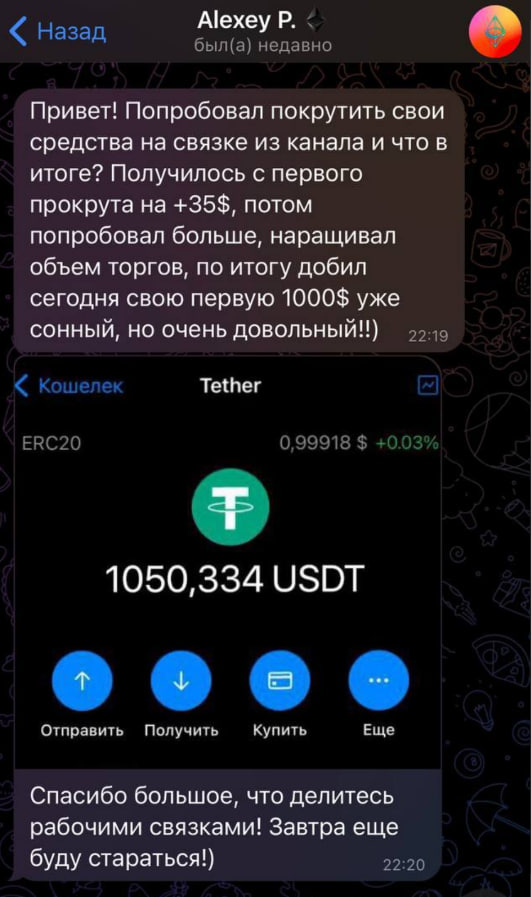 Назад
Alexey P.
был(а) недавно
Привет! Попробовал покрутить свои
средства на связке из канала и что в
итоге? Получилось с первого
прокрута на +35$, потом
попробовал больше, наращивал
объем торгов, по итогу добил
сегодня свою первую 1000$ уже
сонный, но очень довольный!!)
22:19
Кошелек
Tether
ERC20
0,99918 $ +0.03%
1050,334 USDT
Отправить
Получить
Купить
Еще
Спасибо большое, что делитесь
рабочими связками! Завтра еще
буду стараться!)
22:20